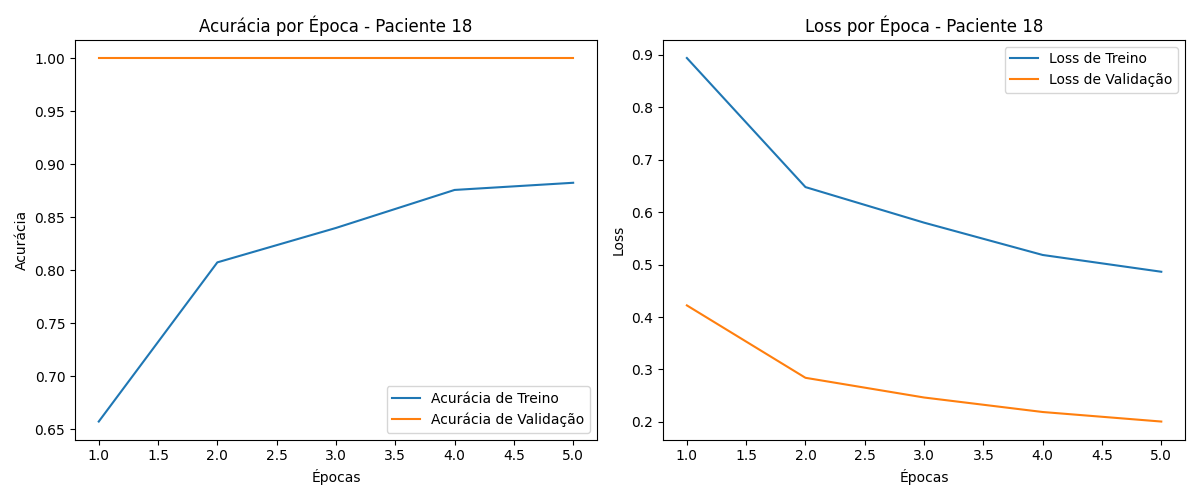 Acurácia por Época - Paciente 18
1.00
0.95
0.90
0.85
0.80
0.75
0.70
0.65
Acurácia
Acurácia de Treino
Acurácia de Validação
1.0 1.5 2.0 2.5 3.0 3.5 4.0 4.5 5.0
Épocas
Loss por Época - Paciente 18
0.9
0.8
0.7
0.6
0.5
0.4
0.3
0.2
Loss
Loss de Treino
Loss de Validação
1.0 1.5 2.0 2.5 3.0 3.5 4.0 4.5 5.0
Épocas